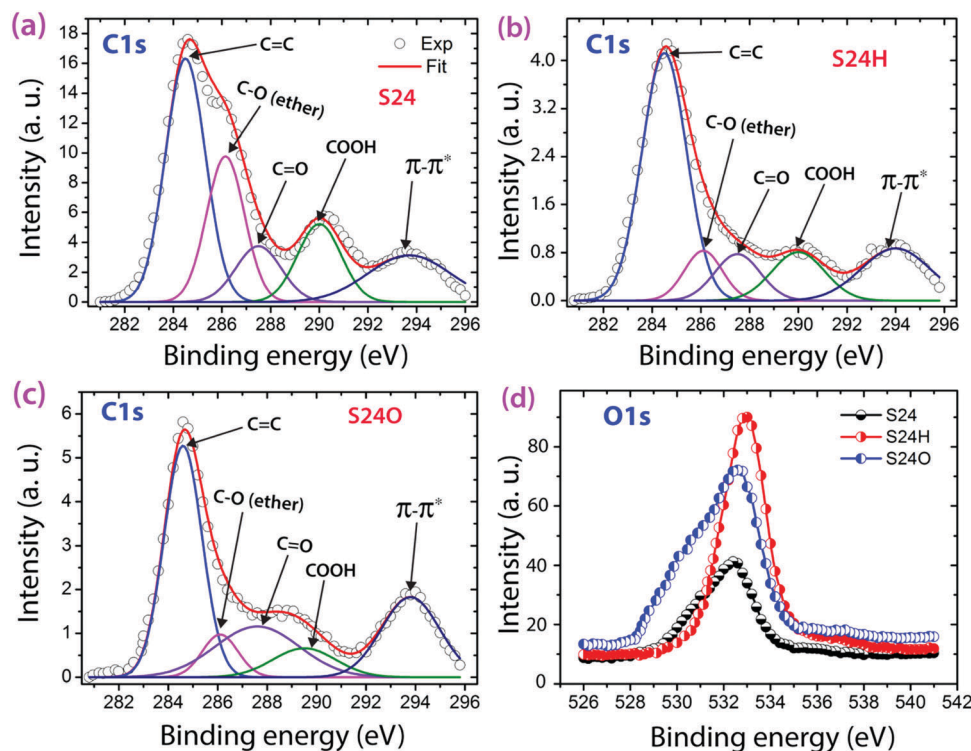 (a)
C1s
C=C
Exp
Fit
S24
C-O (ether)
C=O
COOH
π-π*
Intensity (a. u.)
18
16
14
12
10
8
6
4
2
0
282 284 286 288 290 292 294 296
Binding energy (eV)
(b)
C1s
C=C
S24H
C-O (ether)
C=O
COOH
π-π*
Intensity (a. u.)
4.0
3.2
2.4
1.6
0.8
0.0
282 284 286 288 290 292 294 296
Binding energy (eV)
(c)
C1s
S24O
C=C
C-O (ether)
C=O
COOH
π-π*
Intensity (a. u.)
6
5
4
3
2
1
0
282 284 286 288 290 292 294 296
Binding energy (eV)
(d)
O1s
S24
S24H
S24O
Intensity (a. u.)
80
60
40
20
0
526 528 530 532 534 536 538 540 542
Binding energy (eV)